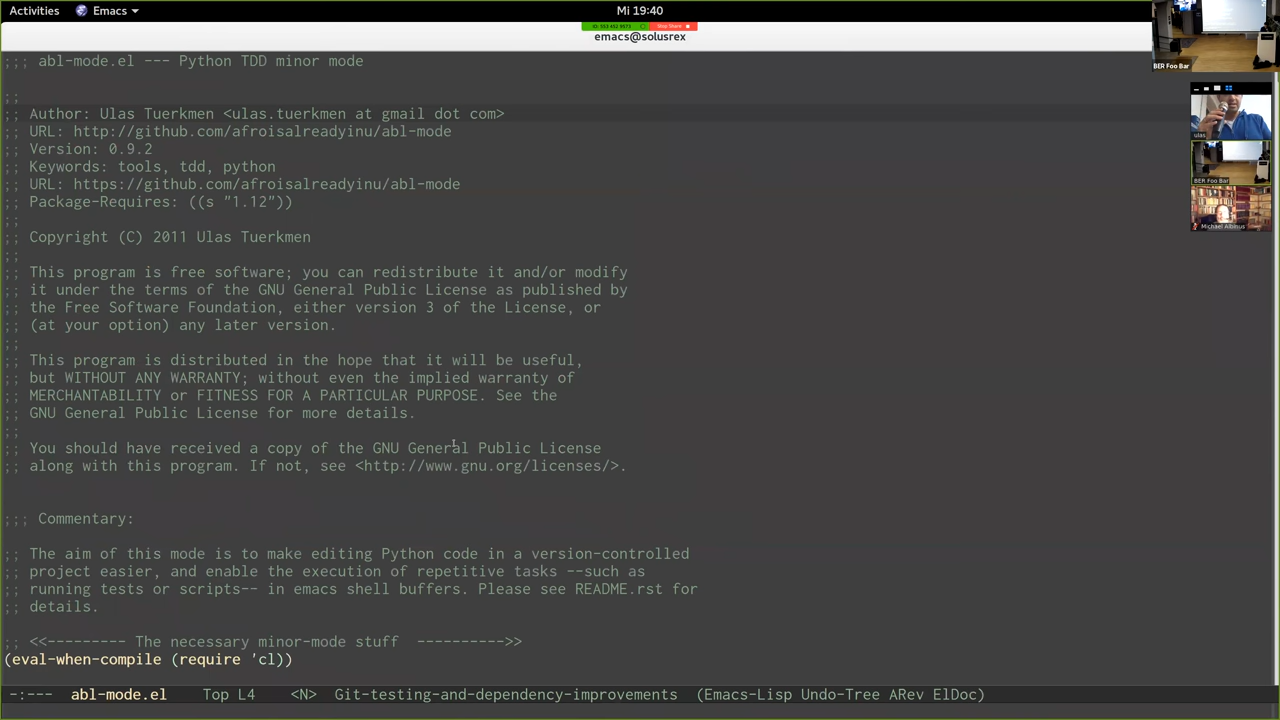 Activities Emacs Mi 19:40
Stop Share
emacs@solusrex
BER Foo Bar
ulas
BER Foo Bar
Michael Albinus
;;; abl-mode.el --- Python TDD minor mode
;;
;; Author: Ulas Tuerkmen <ulas.tuerkmen at gmail dot com>
;; URL: http://github.com/afroisalreadyinu/abl-mode
;; Version: 0.9.2
;; Keywords: tools, tdd, python
;; URL: https://github.com/afroisalreadyinu/abl-mode
;; Package-Requires: ((s "1.12"))
;;
;; Copyright (C) 2011 Ulas Tuerkmen
;;
;; This program is free software; you can redistribute it and/or modify
;; it under the terms of the GNU General Public License as published by
;; the Free Software Foundation, either version 3 of the License, or
;; (at your option) any later version.
;;
;; This program is distributed in the hope that it will be useful,
;; but WITHOUT ANY WARRANTY; without even the implied warranty of
;; MERCHANTABILITY or FITNESS FOR A PARTICULAR PURPOSE. See the
;; GNU General Public License for more details.
;;
;; You should have received a copy of the GNU General Public License
;; along with this program. If not, see <http://www.gnu.org/licenses/>.
;;; Commentary:
;; The aim of this mode is to make editing Python code in a version-controlled
;; project easier, and enable the execution of repetitive tasks --such as
;; running tests or scripts-- in emacs shell buffers. Please see README.rst for
;; details.
;; <<--------- The necessary minor-mode stuff ---------->>
(eval-when-compile (require 'cl))
-:--- abl-mode.el Top L4 <N> Git-testing-and-dependency-improvements (Emacs-Lisp Undo-Tree ARev ElDoc)